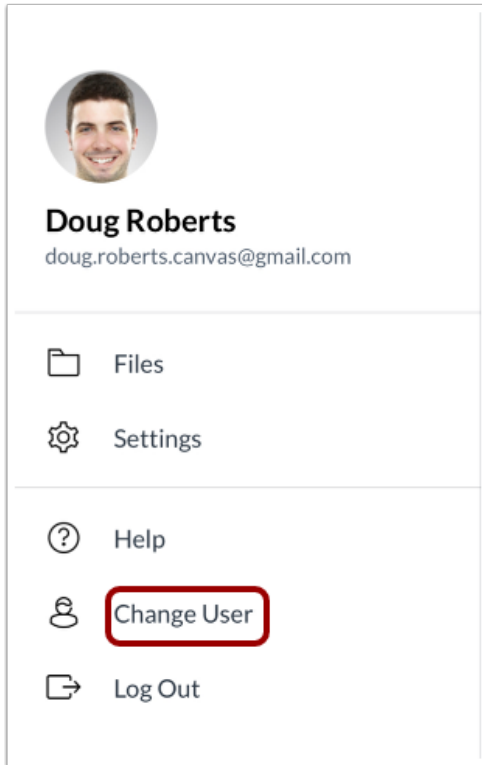 Doug Roberts
doug.roberts.canvas@gmail.com
Files
Settings
Help
Change User
Log Out